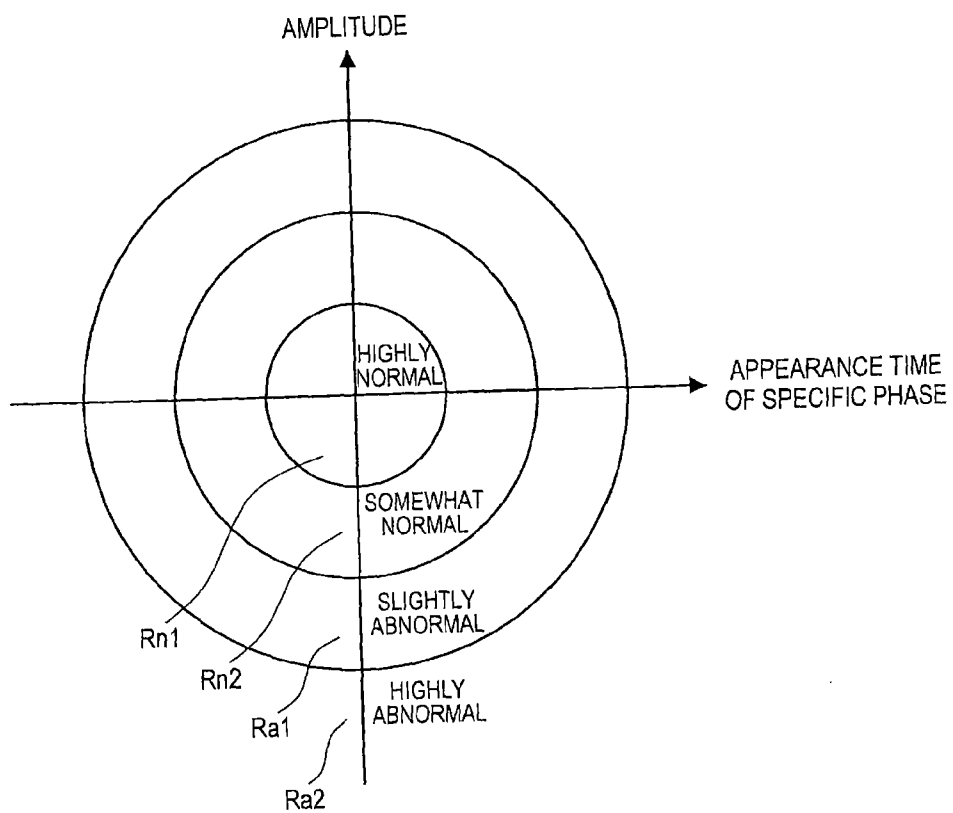 AMPLITUDE
HIGHLY
NORMAL
APPEARANCE TIME
OF SPECIFIC PHASE
SOMEWHAT
NORMAL
SLIGHTLY
ABNORMAL
HIGHLY
ABNORMAL
Rn1
Rn2
Ra1
Ra2